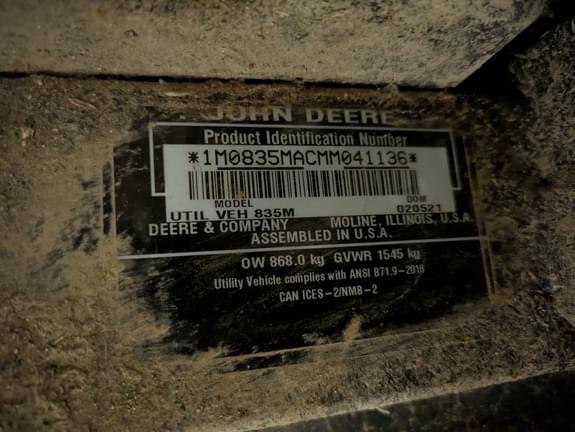 JOHN DEERE
Product Identification Number
*1M0835MACMM041136*
MODEL DOM
UTIL VEH 835M 020521
DEERE & COMPANY MOLINE, ILLINOIS, U.S.A.
ASSEMBLED IN U.S.A.
OW 868.0 kg GVWR 1545 kg
Utility Vehicle complies with ANSI B71.9-2016
CAN ICES-2/NMB-2